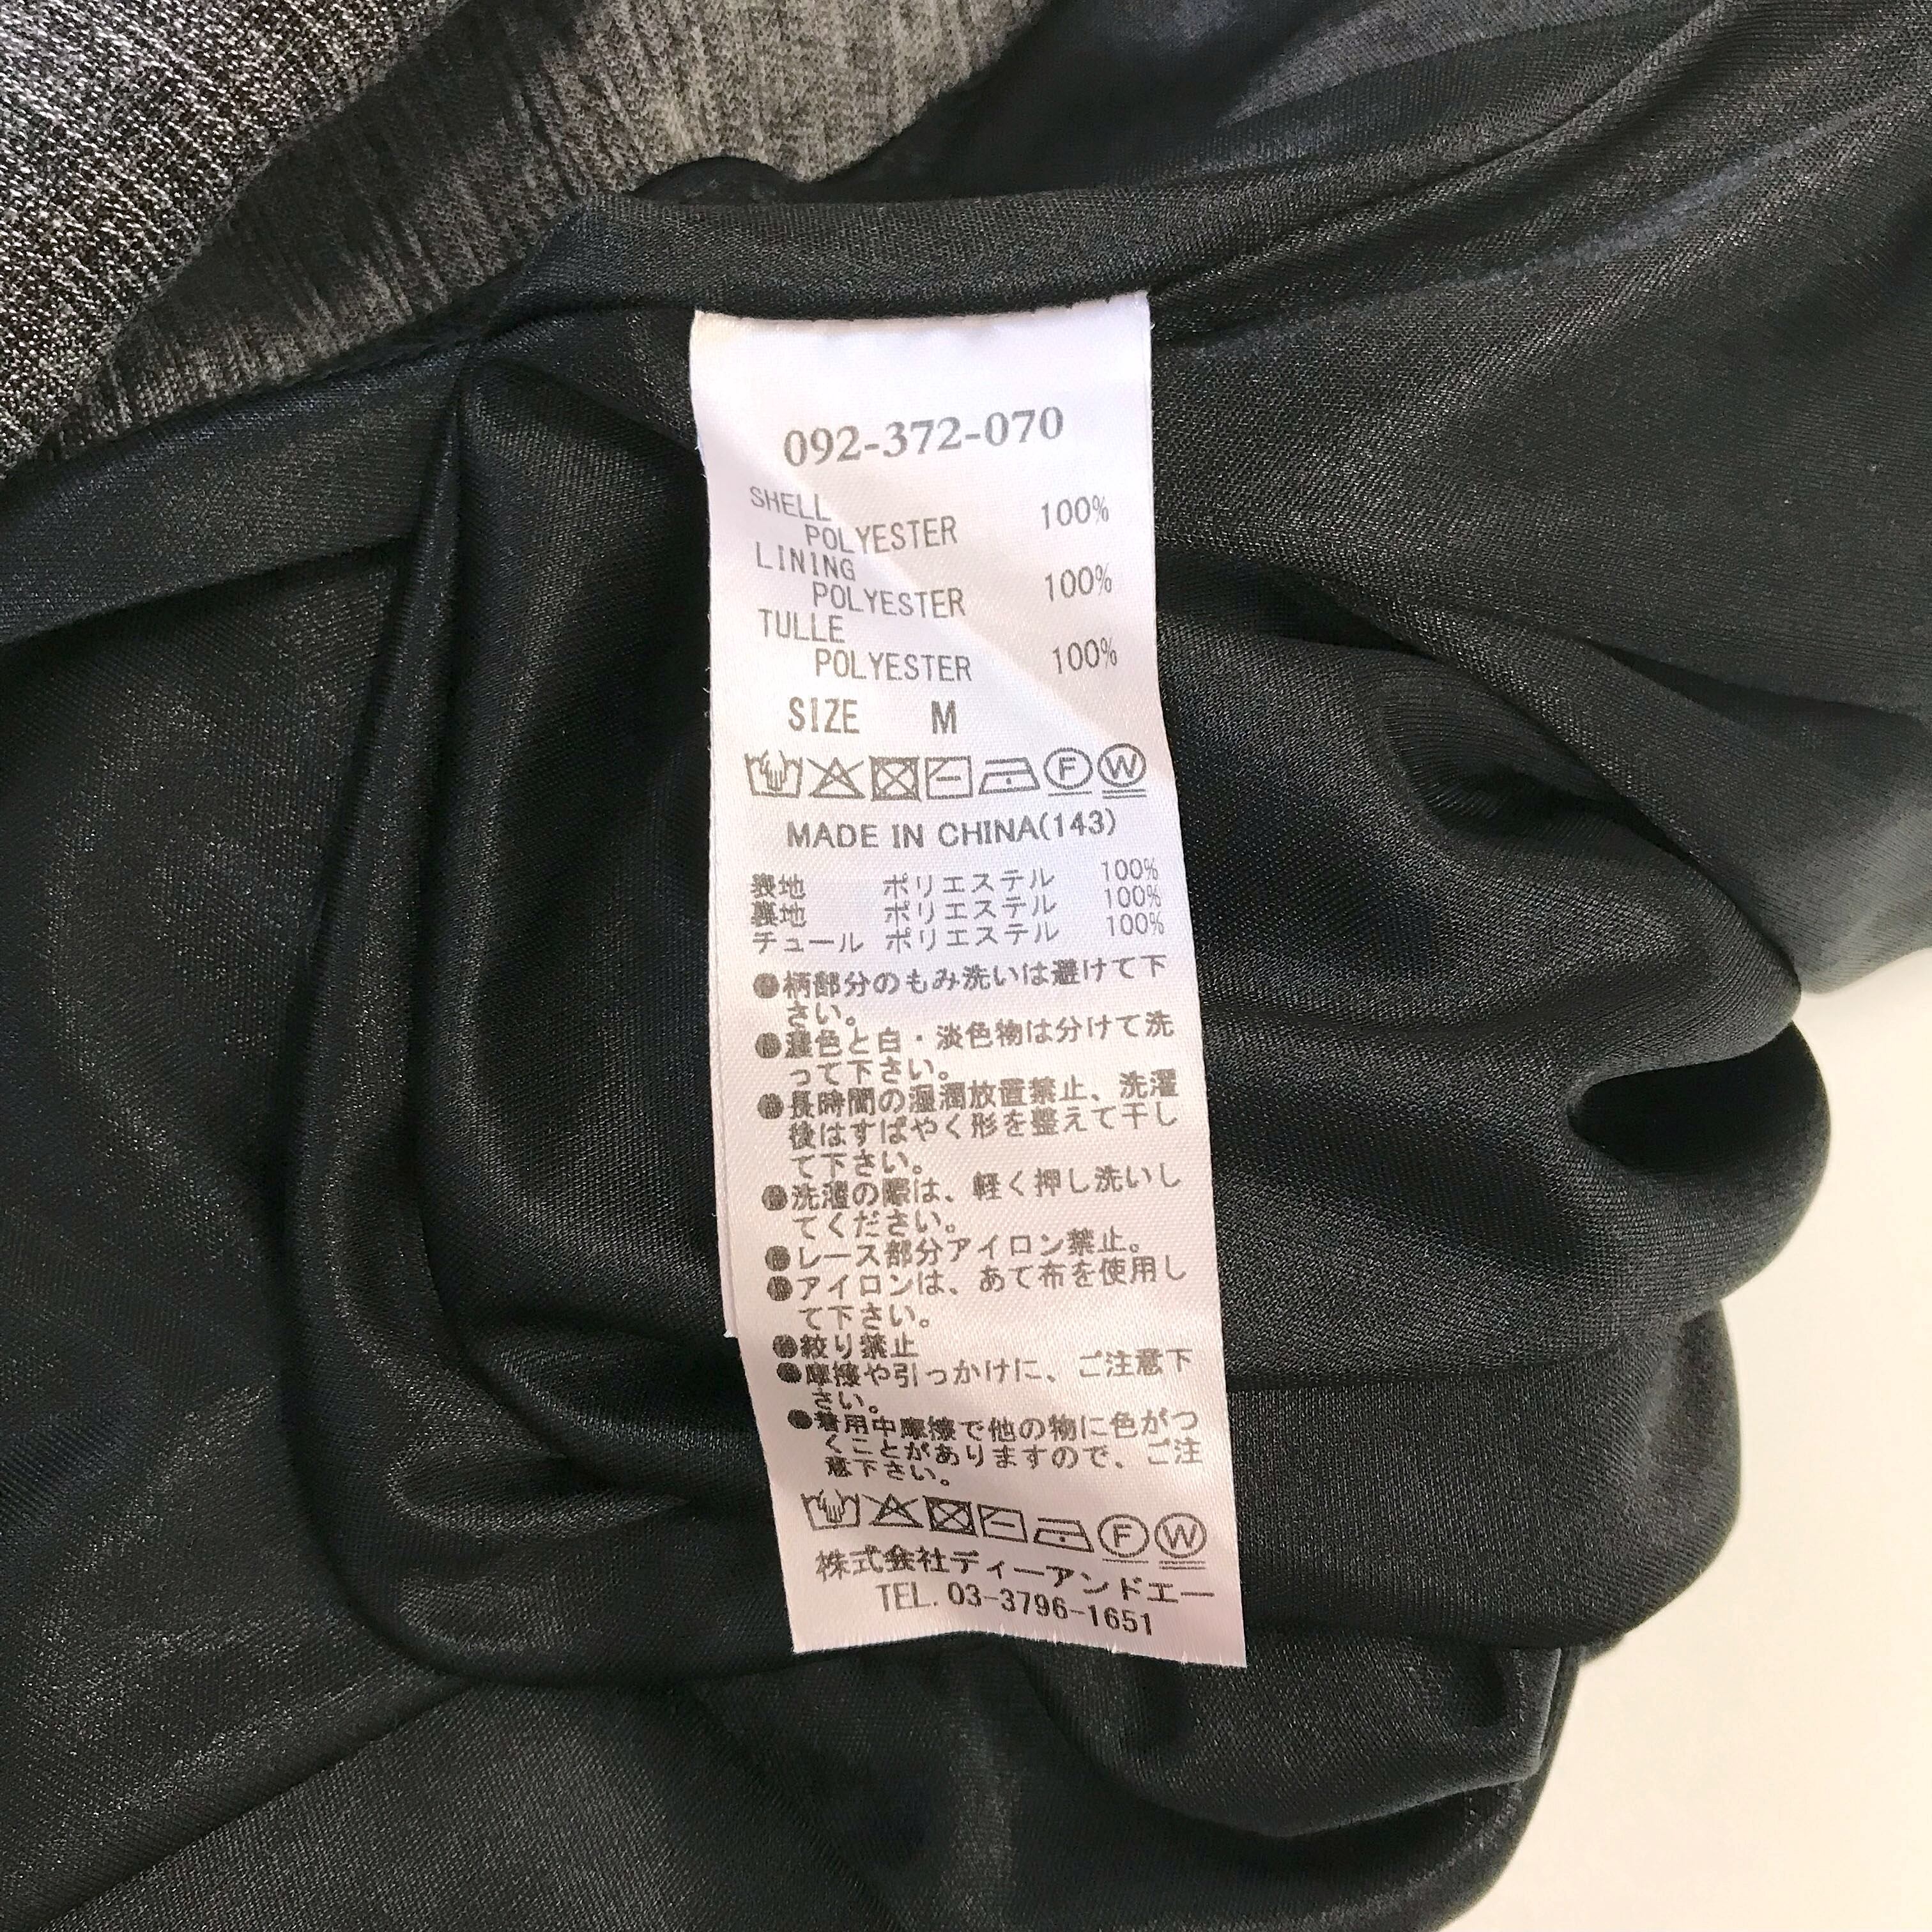 092-372-070
SHELL
POLYESTER 100%
LINING
POLYESTER 100%
TULLE
POLYESTER 100%
SIZE M
F W
MADE IN CHINA(143)
表地 ポリエステル 100%
裏地 ポリエステル 100%
チュール ポリエステル 100%
●柄部分のもみ洗いは避けて下
さい。
●濃色と白・淡色物は分けて洗
って下さい。
●長時間の湿潤放置禁止、洗濯
後はすばやく形を整えて干し
て下さい。
●洗濯の際は、軽く押し洗いし
てください。
●レース部分アイロン禁止。
●アイロンは、あて布を使用し
て下さい。
●絞り禁止
●摩擦や引っかけに、ご注意下
さい。
●着用中摩擦で他の物に色がつ
くことがありますので、ご注
意下さい。
F W
株式会社ディーアンドエー
TEL. 03-3796-1651